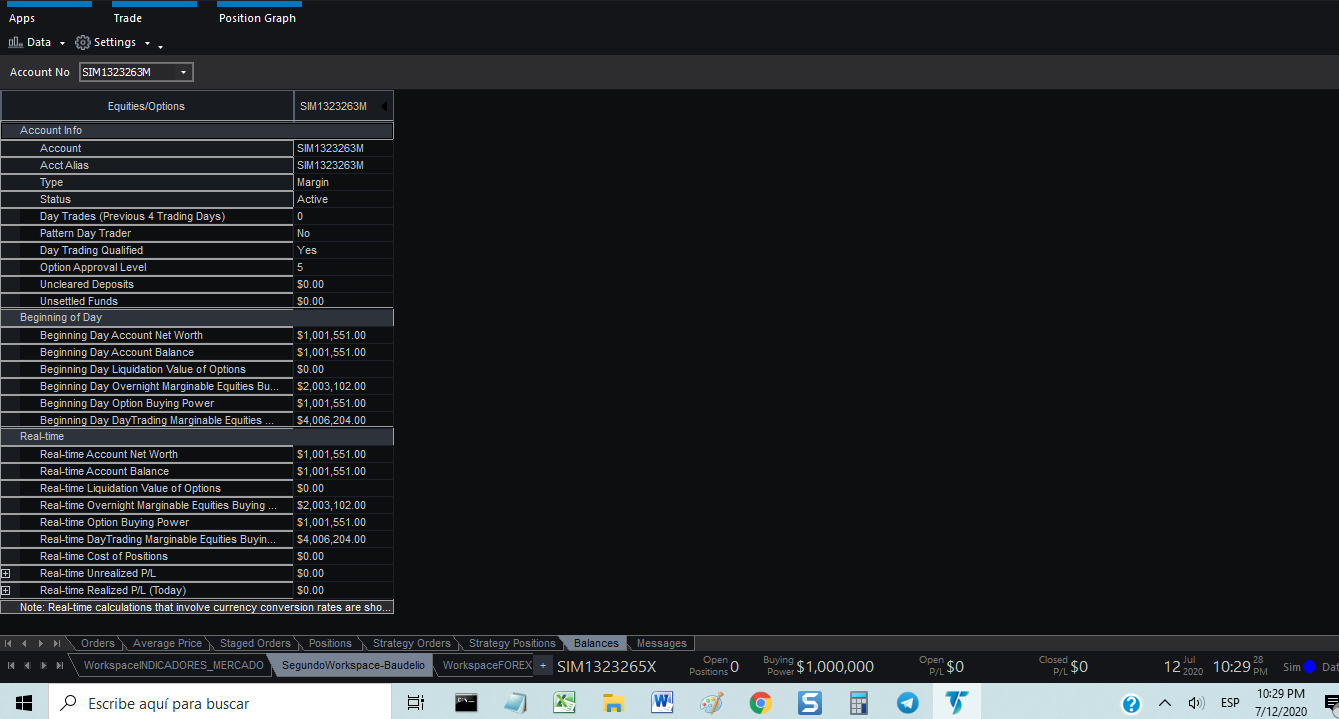 Apps Trade Position Graph
Data Settings
Account No SIM1323263M
Equities/Options SIM1323263M
Account Info
Account SIM1323263M
Acct Alias SIM1323263M
Type Margin
Status Active
Day Trades (Previous 4 Trading Days) 0
Pattern Day Trader No
Day Trading Qualified Yes
Option Approval Level 5
Uncleared Deposits $0.00
Unsettled Funds $0.00
Beginning of Day
Beginning Day Account Net Worth $1,001,551.00
Beginning Day Account Balance $1,001,551.00
Beginning Day Liquidation Value of Options $0.00
Beginning Day Overnight Marginable Equities Bu... $2,003,102.00
Beginning Day Option Buying Power $1,001,551.00
Beginning Day DayTrading Marginable Equities ... $4,006,204.00
Real-time
Real-time Account Net Worth $1,001,551.00
Real-time Account Balance $1,001,551.00
Real-time Liquidation Value of Options $0.00
Real-time Overnight Marginable Equities Buying ... $2,003,102.00
Real-time Option Buying Power $1,001,551.00
Real-time DayTrading Marginable Equities Buyin... $4,006,204.00
Real-time Cost of Positions $0.00
Real-time Unrealized P/L $0.00
Real-time Realized P/L (Today) $0.00
Note: Real-time calculations that involve currency conversion rates are sho...
Orders Average Price Staged Orders Positions Strategy Orders Strategy Positions Balances Messages
WorkspaceINDICADORES_MERCADO SegundoWorkspace-Baudelio WorkspaceFOREX + SIM1323265X Open Positions 0 Buying Power $1,000,000 Open P/L $0 Closed P/L $0 12 Jul 2020 10:29 28 PM Sim Dat
Escribe aquí para buscar
ESP
10:29 PM
7/12/2020